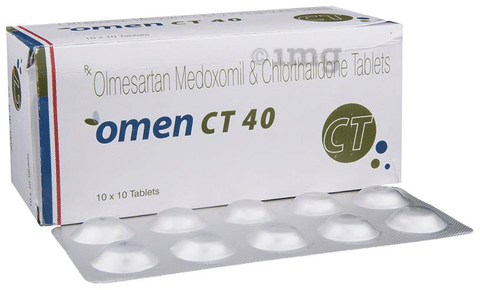 1mg
Rx Olmesartan Medoxomil & Chlorthalidone Tablets
omen CT 40
CT
10 x 10 Tablets